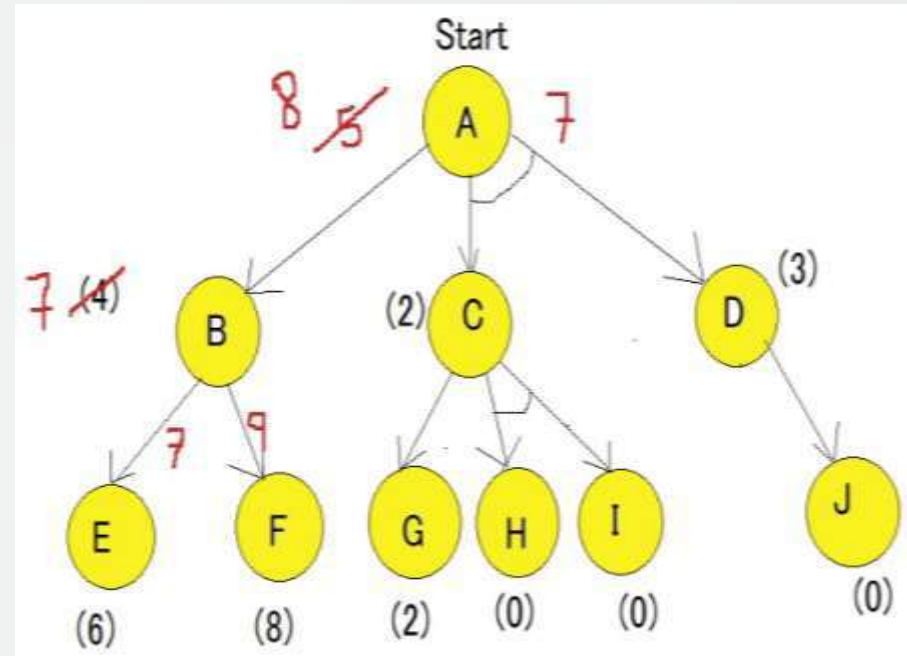 Start
8 5 A 7
7 (4) B (2) C D (3)
7 9
E F G H I J
(6) (8) (2) (0) (0) (0)